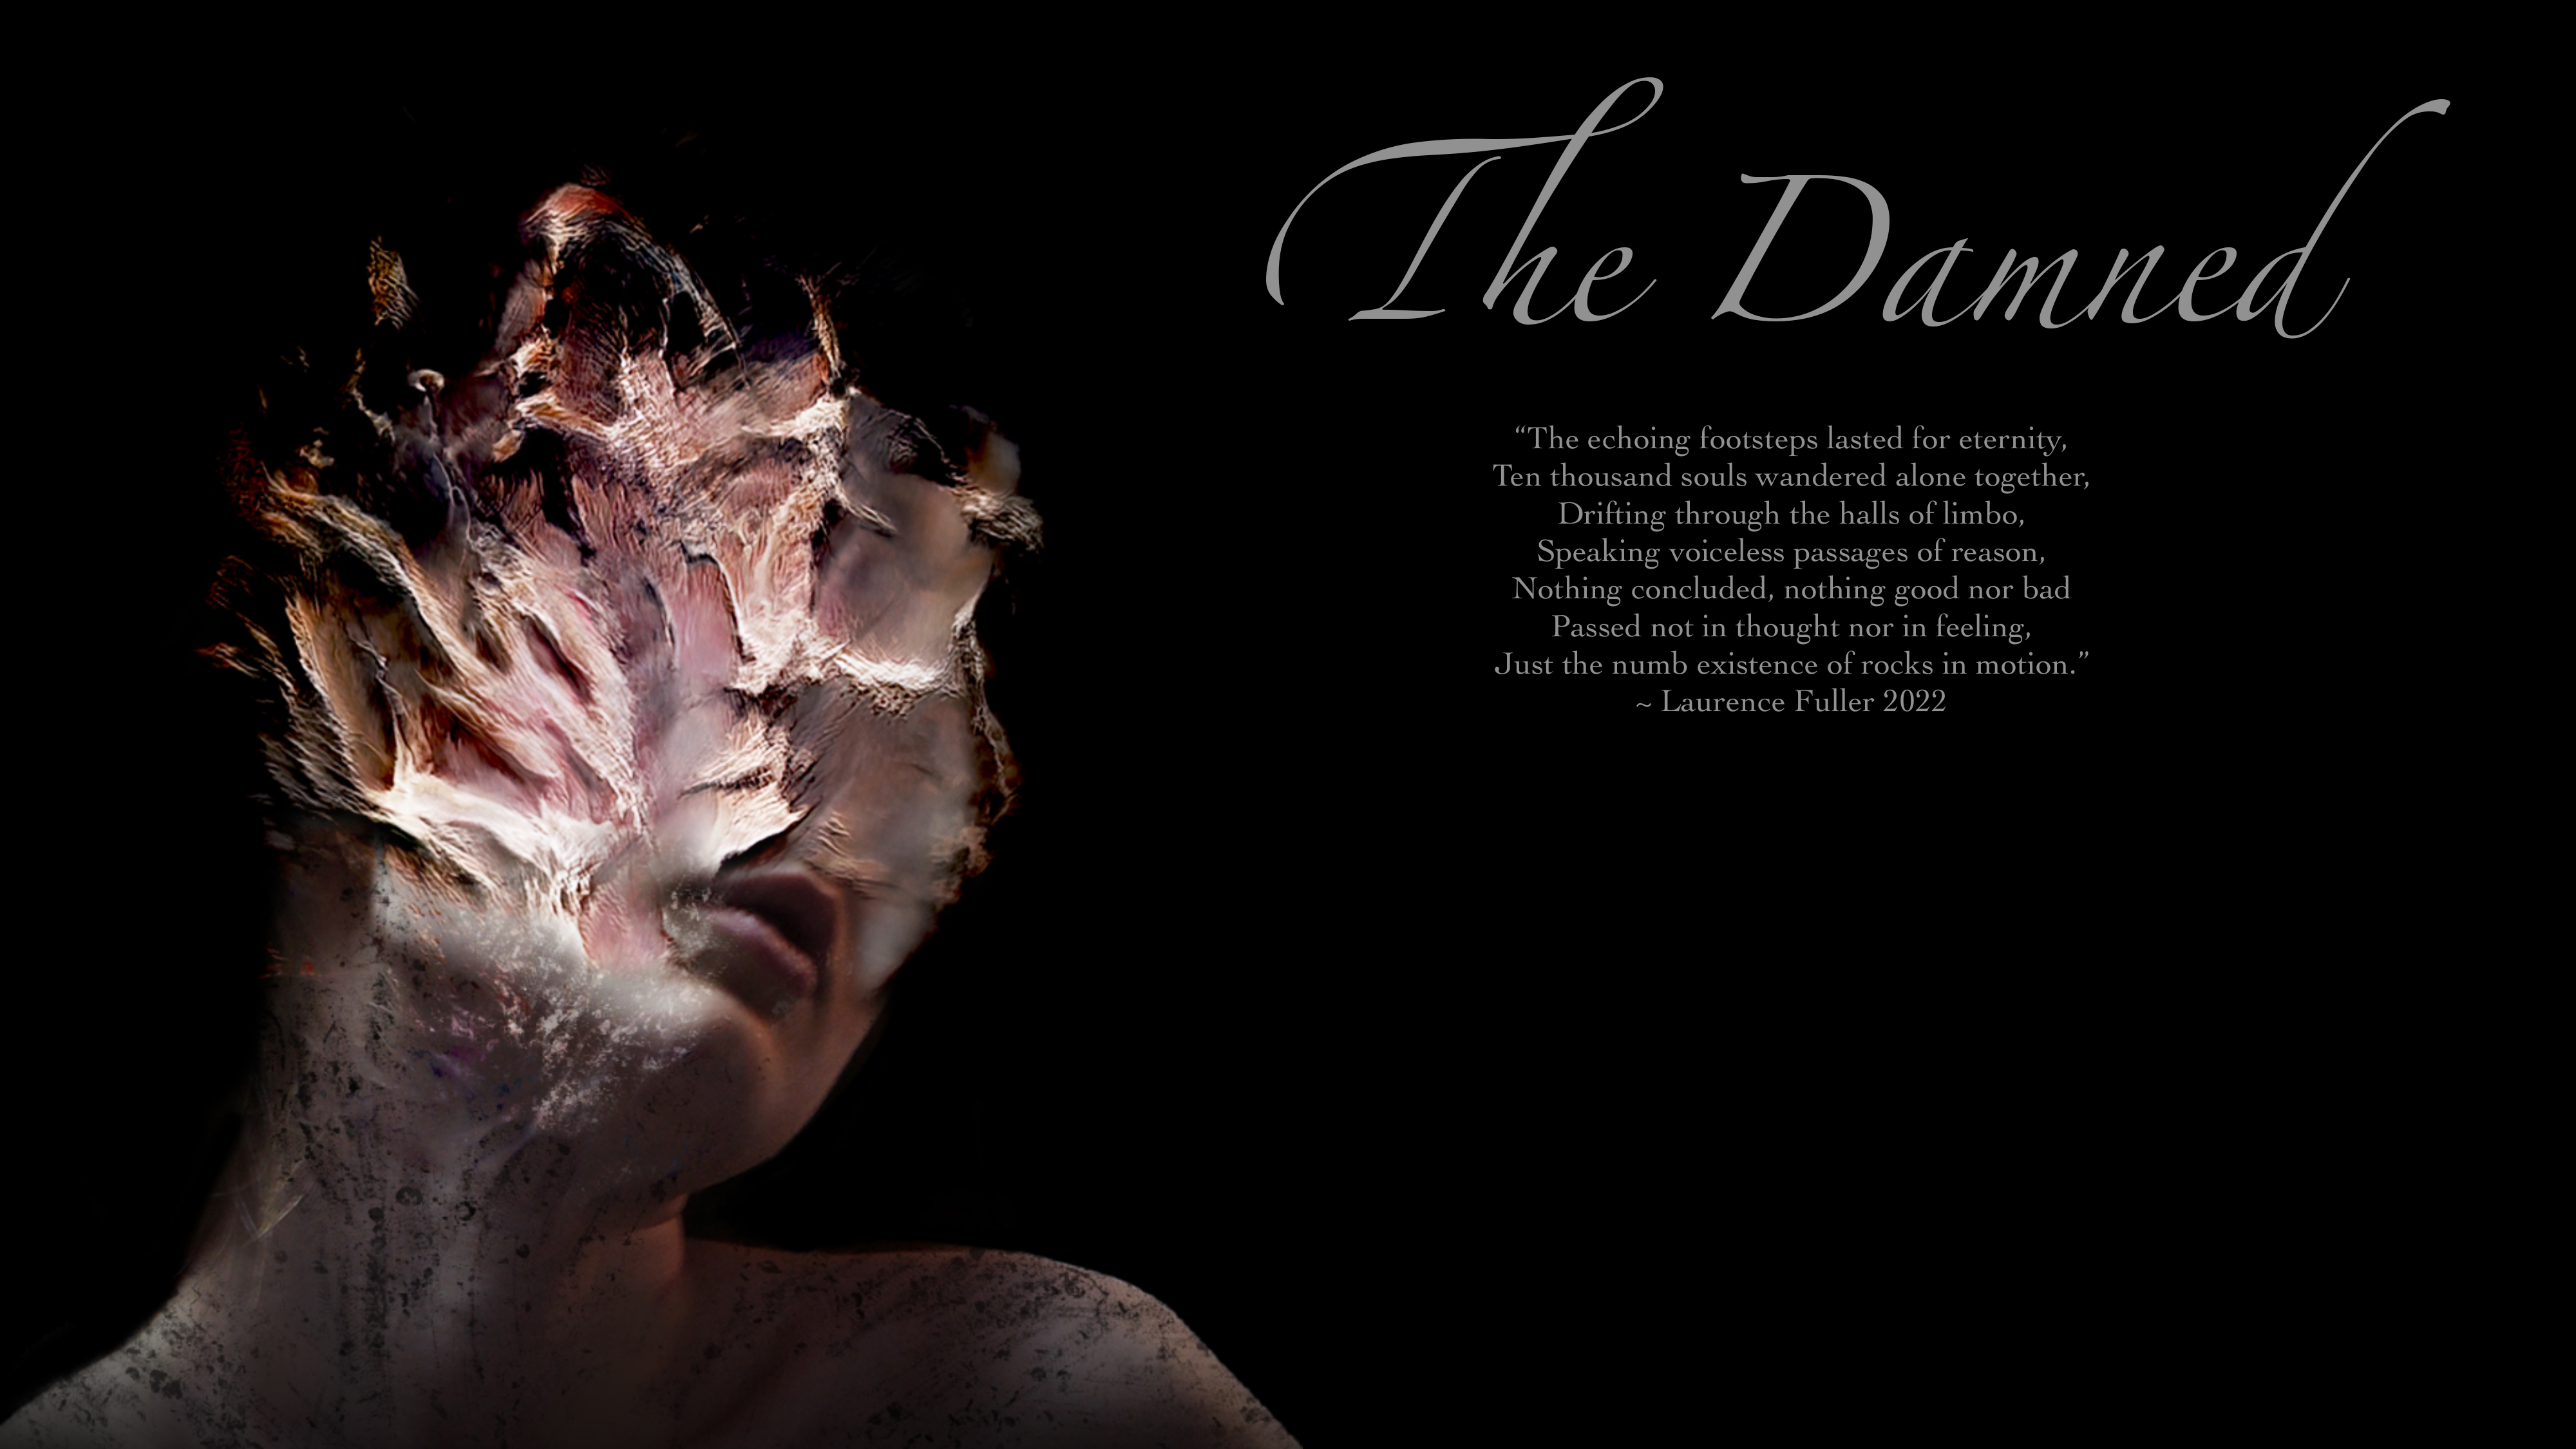 The Damned
“The echoing footsteps lasted for eternity,
Ten thousand souls wandered alone together,
Drifting through the halls of limbo,
Speaking voiceless passages of reason,
Nothing concluded, nothing good nor bad
Passed not in thought nor in feeling,
Just the numb existence of rocks in motion.”
~ Laurence Fuller 2022